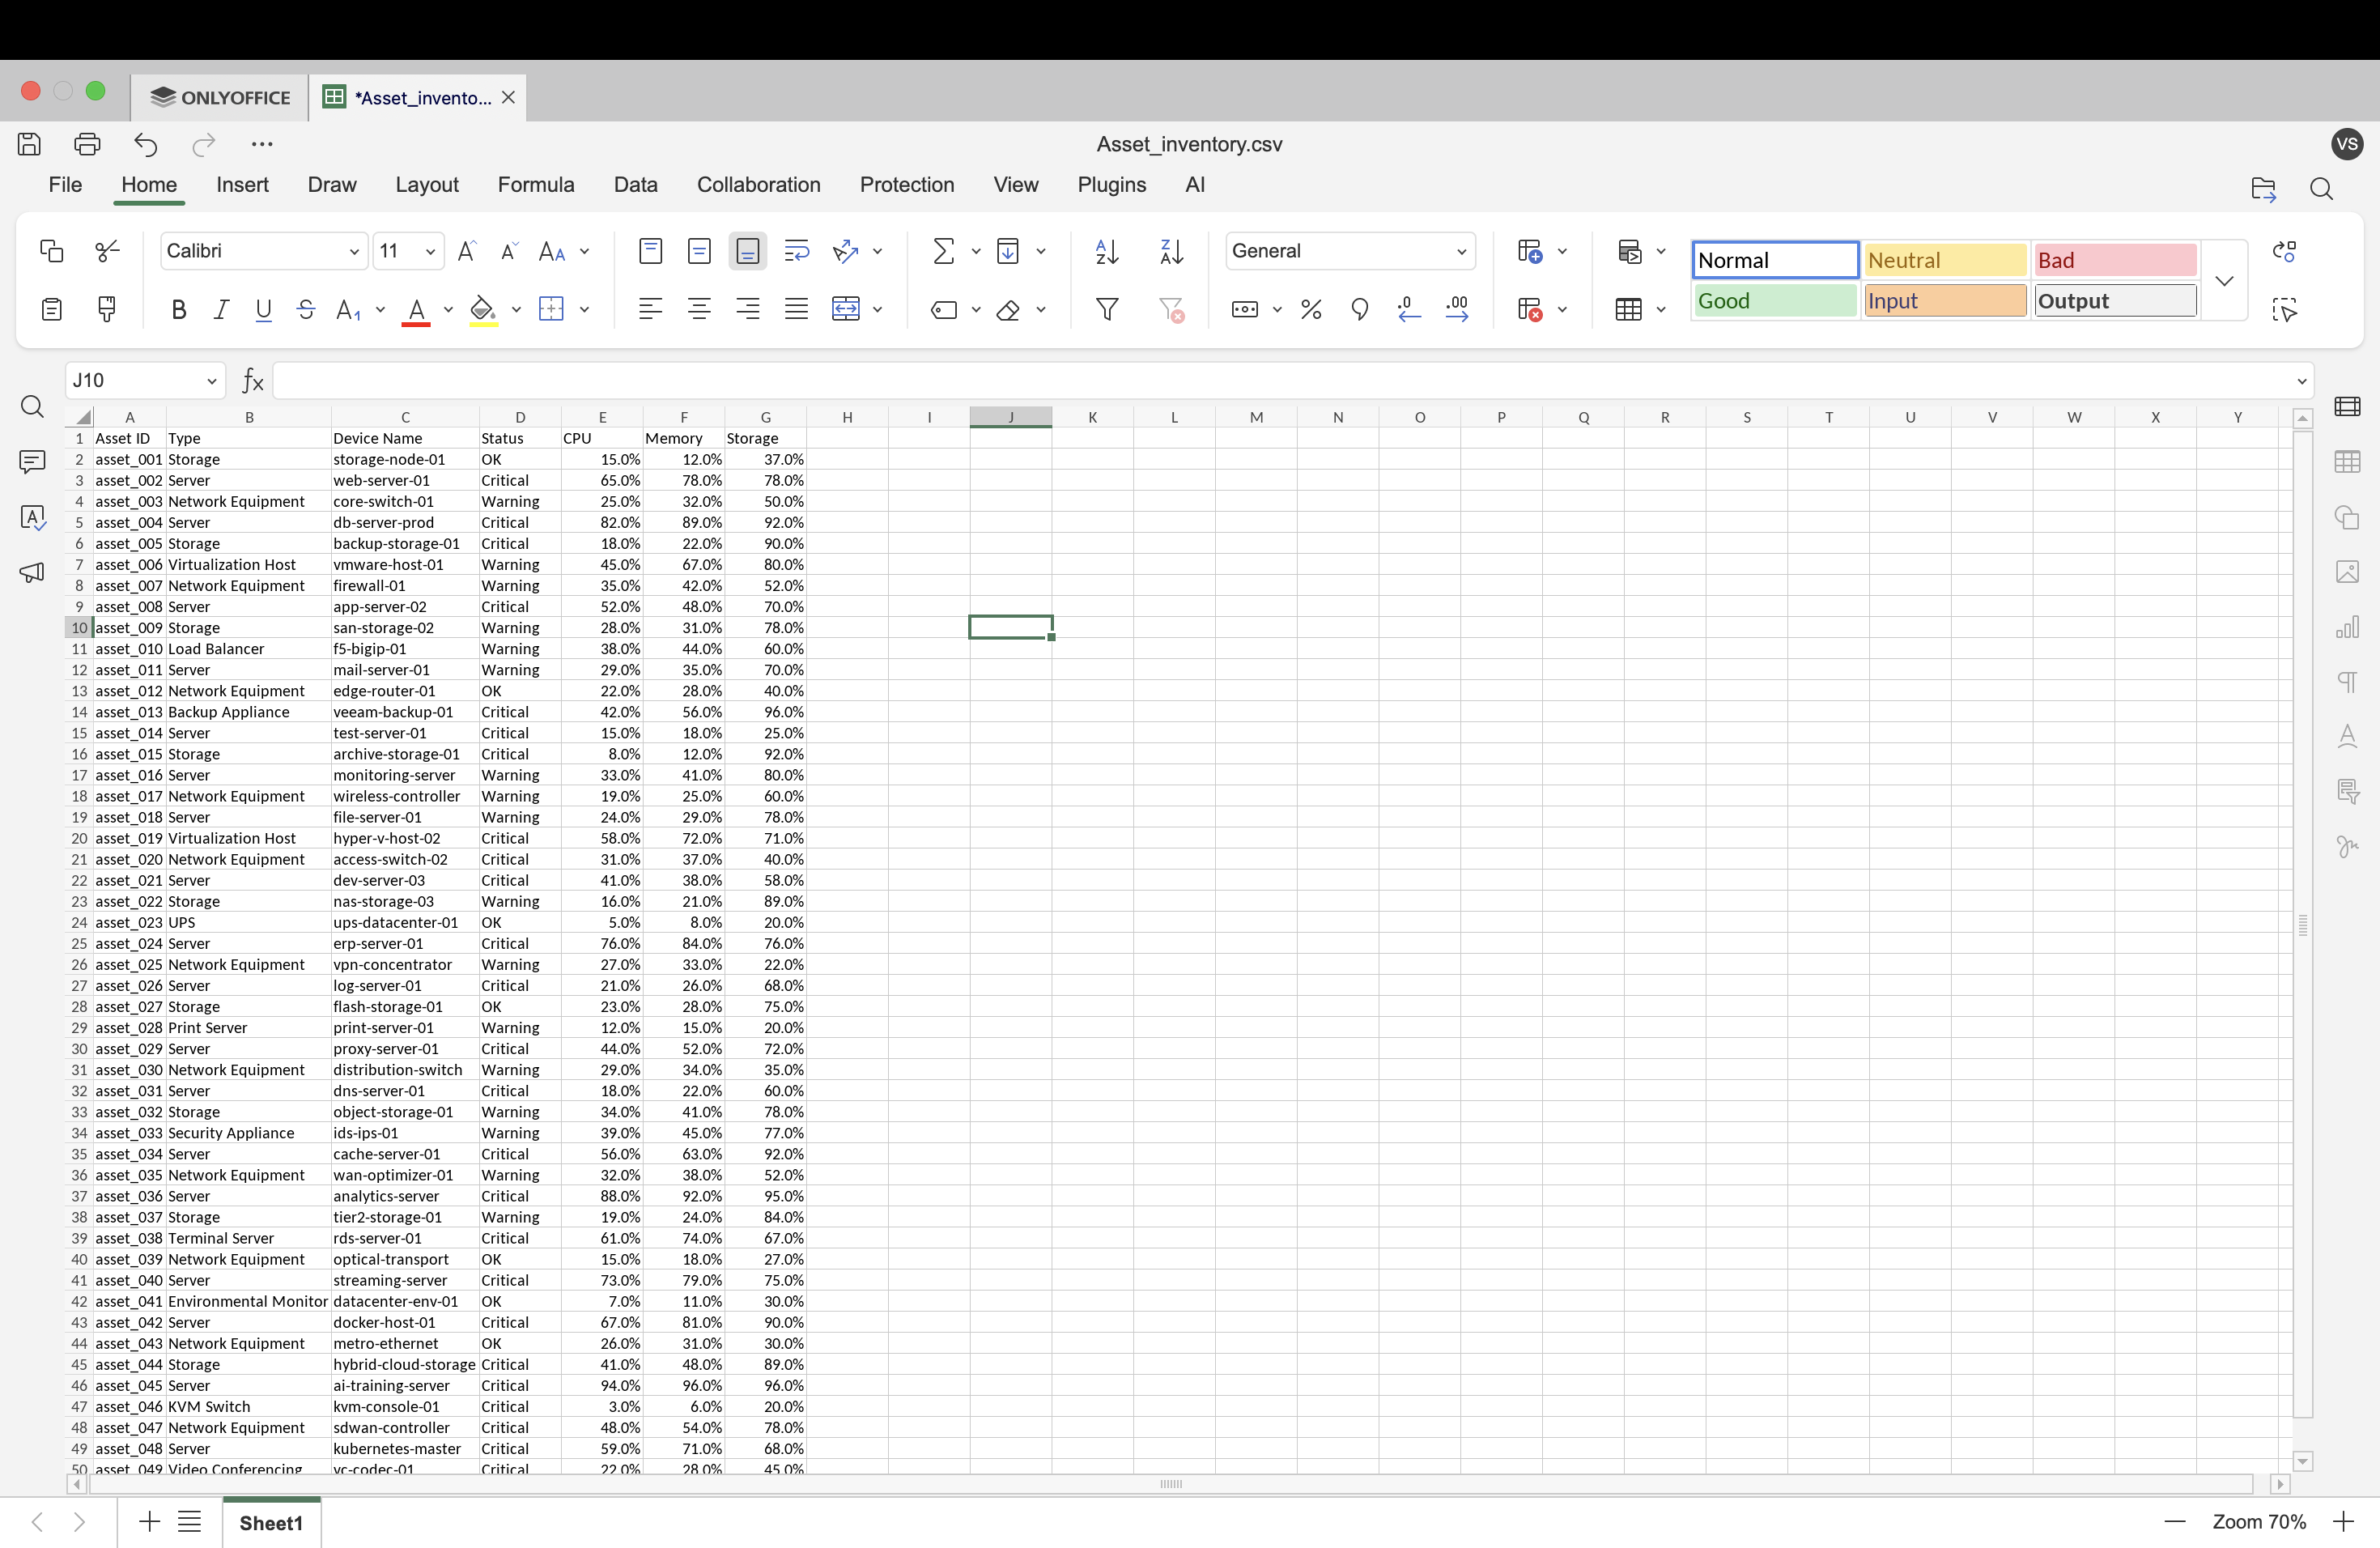 ONLYOFFICE *Asset_invento...
Asset_inventory.csv VS
File Home Insert Draw Layout Formula Data Collaboration Protection View Plugins AI
Calibri 11 General Normal Neutral Bad
Good Input Output
J10
A B C D E F G H I J K L M N O P Q R S T U V W X Y
1 Asset ID Type Device Name Status CPU Memory Storage
2 asset_001 Storage storage-node-01 OK 15.0% 12.0% 37.0%
3 asset_002 Server web-server-01 Critical 65.0% 78.0% 78.0%
4 asset_003 Network Equipment core-switch-01 Warning 25.0% 32.0% 50.0%
5 asset_004 Server db-server-prod Critical 82.0% 89.0% 92.0%
6 asset_005 Storage backup-storage-01 Critical 18.0% 22.0% 90.0%
7 asset_006 Virtualization Host vmware-host-01 Warning 45.0% 67.0% 80.0%
8 asset_007 Network Equipment firewall-01 Warning 35.0% 42.0% 52.0%
9 asset_008 Server app-server-02 Critical 52.0% 48.0% 70.0%
10 asset_009 Storage san-storage-02 Warning 28.0% 31.0% 78.0%
11 asset_010 Load Balancer f5-bigip-01 Warning 38.0% 44.0% 60.0%
12 asset_011 Server mail-server-01 Warning 29.0% 35.0% 70.0%
13 asset_012 Network Equipment edge-router-01 OK 22.0% 28.0% 40.0%
14 asset_013 Backup Appliance veeam-backup-01 Critical 42.0% 56.0% 96.0%
15 asset_014 Server test-server-01 Critical 15.0% 18.0% 25.0%
16 asset_015 Storage archive-storage-01 Critical 8.0% 12.0% 92.0%
17 asset_016 Server monitoring-server Warning 33.0% 41.0% 80.0%
18 asset_017 Network Equipment wireless-controller Warning 19.0% 25.0% 60.0%
19 asset_018 Server file-server-01 Warning 24.0% 29.0% 78.0%
20 asset_019 Virtualization Host hyper-v-host-02 Critical 58.0% 72.0% 71.0%
21 asset_020 Network Equipment access-switch-02 Critical 31.0% 37.0% 40.0%
22 asset_021 Server dev-server-03 Critical 41.0% 38.0% 58.0%
23 asset_022 Storage nas-storage-03 Warning 16.0% 21.0% 89.0%
24 asset_023 UPS ups-datacenter-01 OK 5.0% 8.0% 20.0%
25 asset_024 Server erp-server-01 Critical 76.0% 84.0% 76.0%
26 asset_025 Network Equipment vpn-concentrator Warning 27.0% 33.0% 22.0%
27 asset_026 Server log-server-01 Critical 21.0% 26.0% 68.0%
28 asset_027 Storage flash-storage-01 OK 23.0% 28.0% 75.0%
29 asset_028 Print Server print-server-01 Warning 12.0% 15.0% 20.0%
30 asset_029 Server proxy-server-01 Critical 44.0% 52.0% 72.0%
31 asset_030 Network Equipment distribution-switch Warning 29.0% 34.0% 35.0%
32 asset_031 Server dns-server-01 Critical 18.0% 22.0% 60.0%
33 asset_032 Storage object-storage-01 Warning 34.0% 41.0% 78.0%
34 asset_033 Security Appliance ids-ips-01 Warning 39.0% 45.0% 77.0%
35 asset_034 Server cache-server-01 Critical 56.0% 63.0% 92.0%
36 asset_035 Network Equipment wan-optimizer-01 Warning 32.0% 38.0% 52.0%
37 asset_036 Server analytics-server Critical 88.0% 92.0% 95.0%
38 asset_037 Storage tier2-storage-01 Warning 19.0% 24.0% 84.0%
39 asset_038 Terminal Server rds-server-01 Critical 61.0% 74.0% 67.0%
40 asset_039 Network Equipment optical-transport OK 15.0% 18.0% 27.0%
41 asset_040 Server streaming-server Critical 73.0% 79.0% 75.0%
42 asset_041 Environmental Monitor datacenter-env-01 OK 7.0% 11.0% 30.0%
43 asset_042 Server docker-host-01 Critical 67.0% 81.0% 90.0%
44 asset_043 Network Equipment metro-ethernet OK 26.0% 31.0% 30.0%
45 asset_044 Storage hybrid-cloud-storage Critical 41.0% 48.0% 89.0%
46 asset_045 Server ai-training-server Critical 94.0% 96.0% 96.0%
47 asset_046 KVM Switch kvm-console-01 Critical 3.0% 6.0% 20.0%
48 asset_047 Network Equipment sdwan-controller Critical 48.0% 54.0% 78.0%
49 asset_048 Server kubernetes-master Critical 59.0% 71.0% 68.0%
50 asset_049 Video Conferencing vc-codec-01 Critical 22.0% 28.0% 45.0%
Sheet1 Zoom 70%